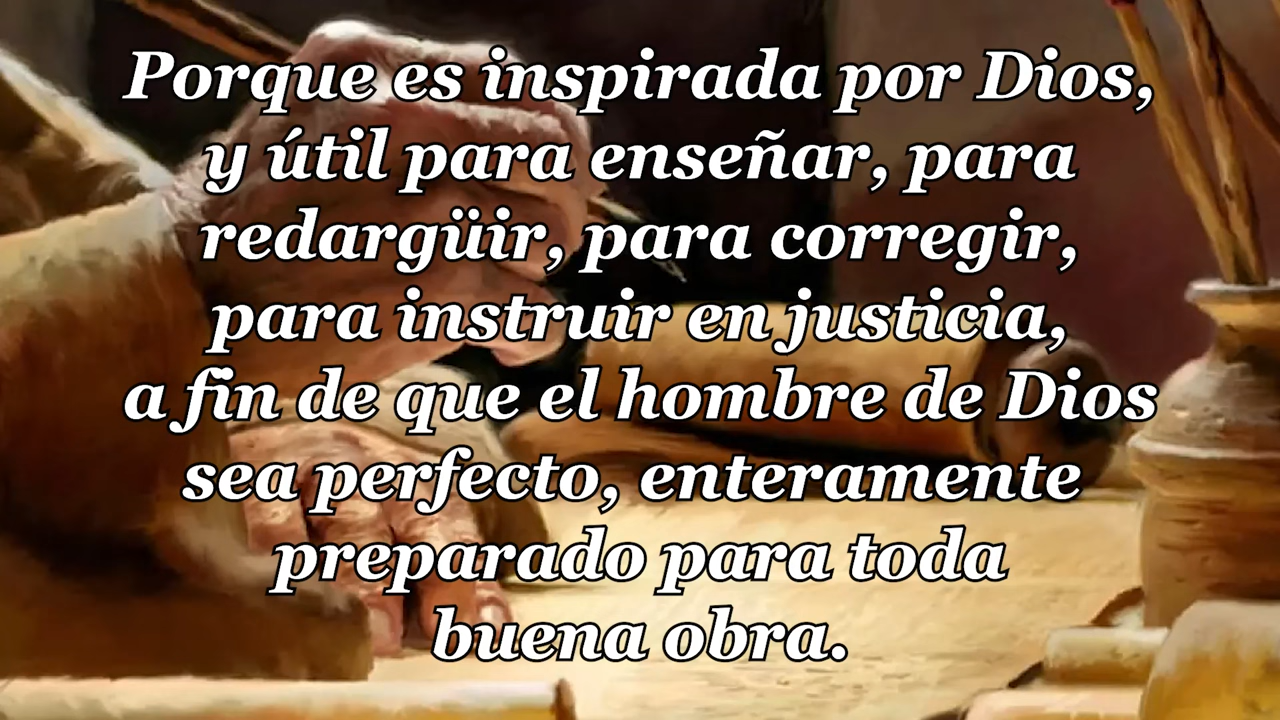 Porque es inspirada por Dios,
y útil para enseñar, para
redargüir, para corregir,
para instruir en justicia,
a fin de que el hombre de Dios
sea perfecto, enteramente
preparado para toda
buena obra.